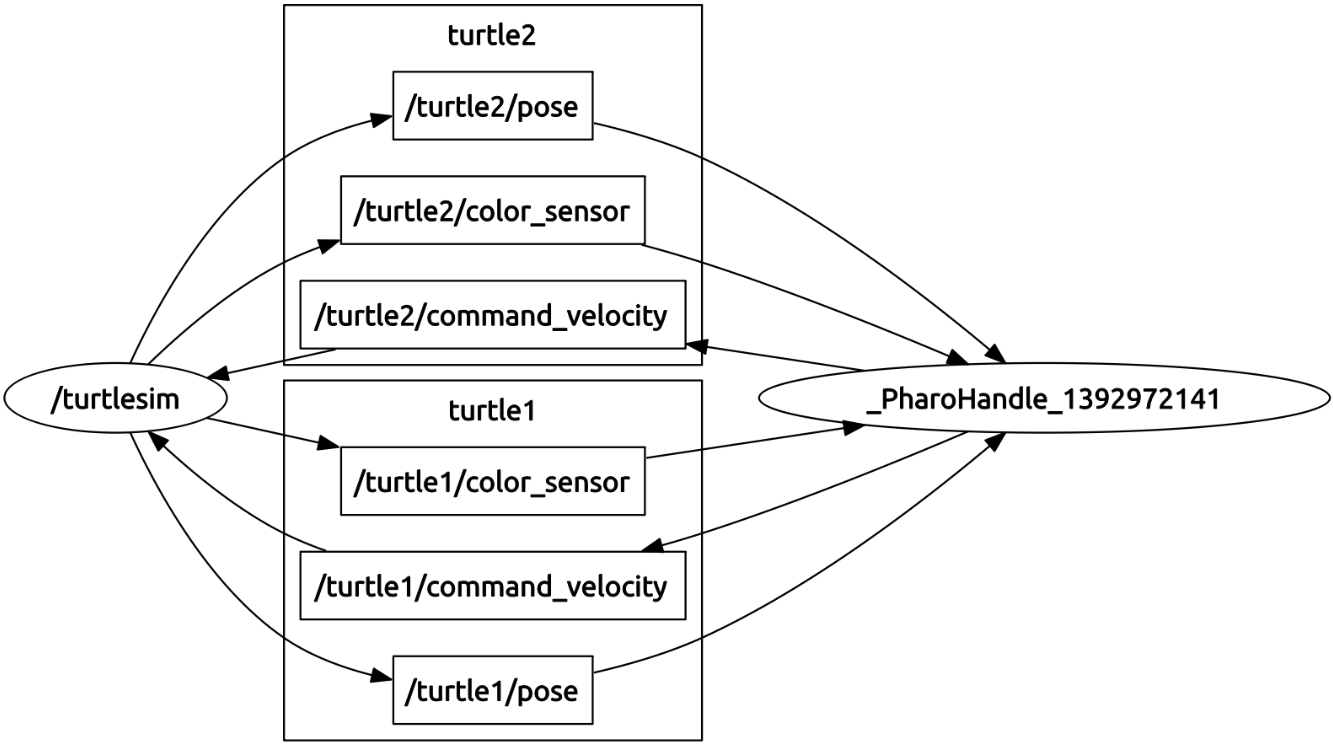 turtle2
/turtle2/pose
/turtle2/color_sensor
/turtle2/command_velocity
/turtlesim
_PharoHandle_1392972141
turtle1
/turtle1/color_sensor
/turtle1/command_velocity
/turtle1/pose